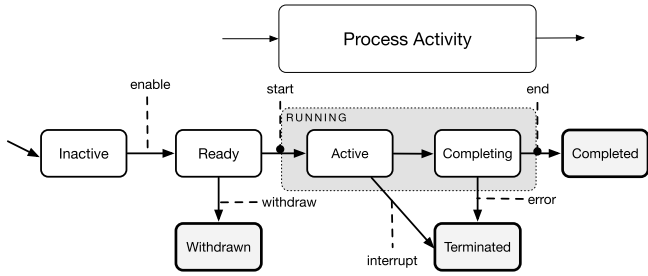 Process Activity
enable
start
end
RUNNING
Inactive
Ready
Active
Completing
Completed
withdraw
error
Withdrawn
interrupt
Terminated